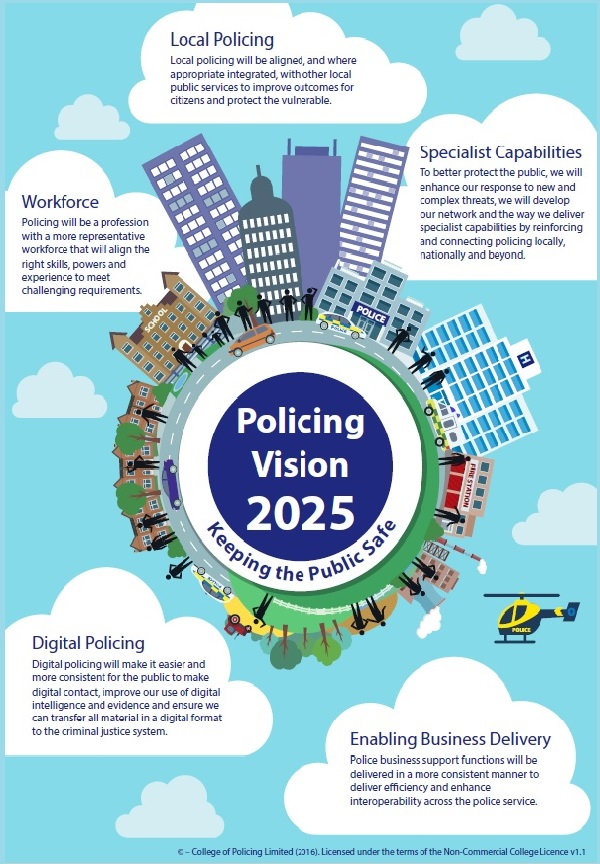 Local Policing
Local policing will be aligned, and where
appropriate integrated, withother local
public services to improve outcomes for
citizens and protect the vulnerable.
Specialist Capabilities
To better protect the public, we will
enhance our response to new and
complex threats, we will develop
our network and the way we deliver
specialist capabilities by reinforcing
and connecting policing locally,
nationally and beyond.
Workforce
Policing will be a profession
with a more representative
workforce that will align the
right skills, powers and
experience to meet
challenging requirements.
SCHOOL
POLICE
POLICE
H
FIRE STATION
Policing
Vision
2025
Keeping the Public Safe
POLICE
Digital Policing
Digital policing will make it easier and
more consistent for the public to make
digital contact, improve our use of digital
intelligence and evidence and ensure we
can transfer all material in a digital format
to the criminal justice system.
Enabling Business Delivery
Police business support functions will be
delivered in a more consistent manner to
deliver efficiency and enhance
interoperability across the police service.
© – College of Policing Limited (2016). Licensed under the terms of the Non-Commercial College Licence v1.1